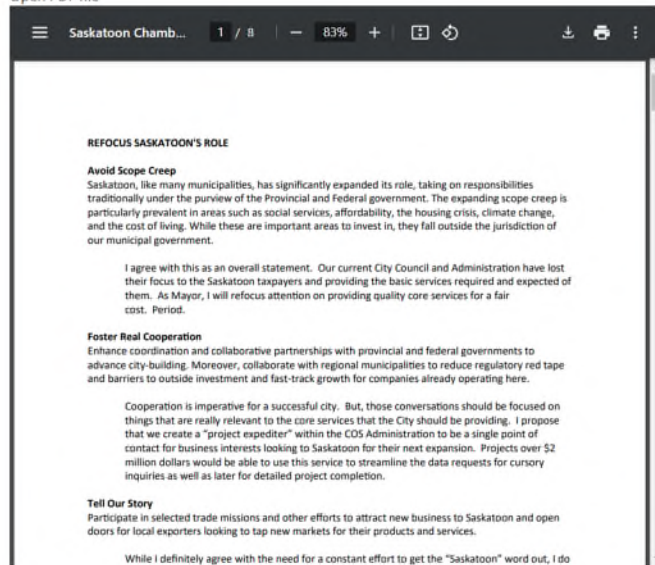 Saskatoon Chamb... 1 / 8 83%
REFOCUS SASKATOON'S ROLE
Avoid Scope Creep
Saskatoon, like many municipalities, has significantly expanded its role, taking on responsibilities
traditionally under the purview of the Provincial and Federal government. The expanding scope creep is
particularly prevalent in areas such as social services, affordability, the housing crisis, climate change,
and the cost of living. While these are important areas to invest in, they fall outside the jurisdiction of
our municipal government.
I agree with this as an overall statement. Our current City Council and Administration have lost
their focus to the Saskatoon taxpayers and providing the basic services required and expected of
them. As Mayor, I will refocus attention on providing quality core services for a fair
cost. Period.
Foster Real Cooperation
Enhance coordination and collaborative partnerships with provincial and federal governments to
advance city-building. Moreover, collaborate with regional municipalities to reduce regulatory red tape
and barriers to outside investment and fast-track growth for companies already operating here.
Cooperation is imperative for a successful city. But, those conversations should be focused on
things that are really relevant to the core services that the City should be providing. I propose
that we create a "project expediter" within the COS Administration to be a single point of
contact for business interests looking to Saskatoon for their next expansion. Projects over $2
million dollars would be able to use this service to streamline the data requests for cursory
inquiries as well as later for detailed project completion.
Tell Our Story
Participate in selected trade missions and other efforts to attract new business to Saskatoon and open
doors for local exporters looking to tap new markets for their products and services.
While I definitely agree with the need for a constant effort to get the "Saskatoon" word out, I do